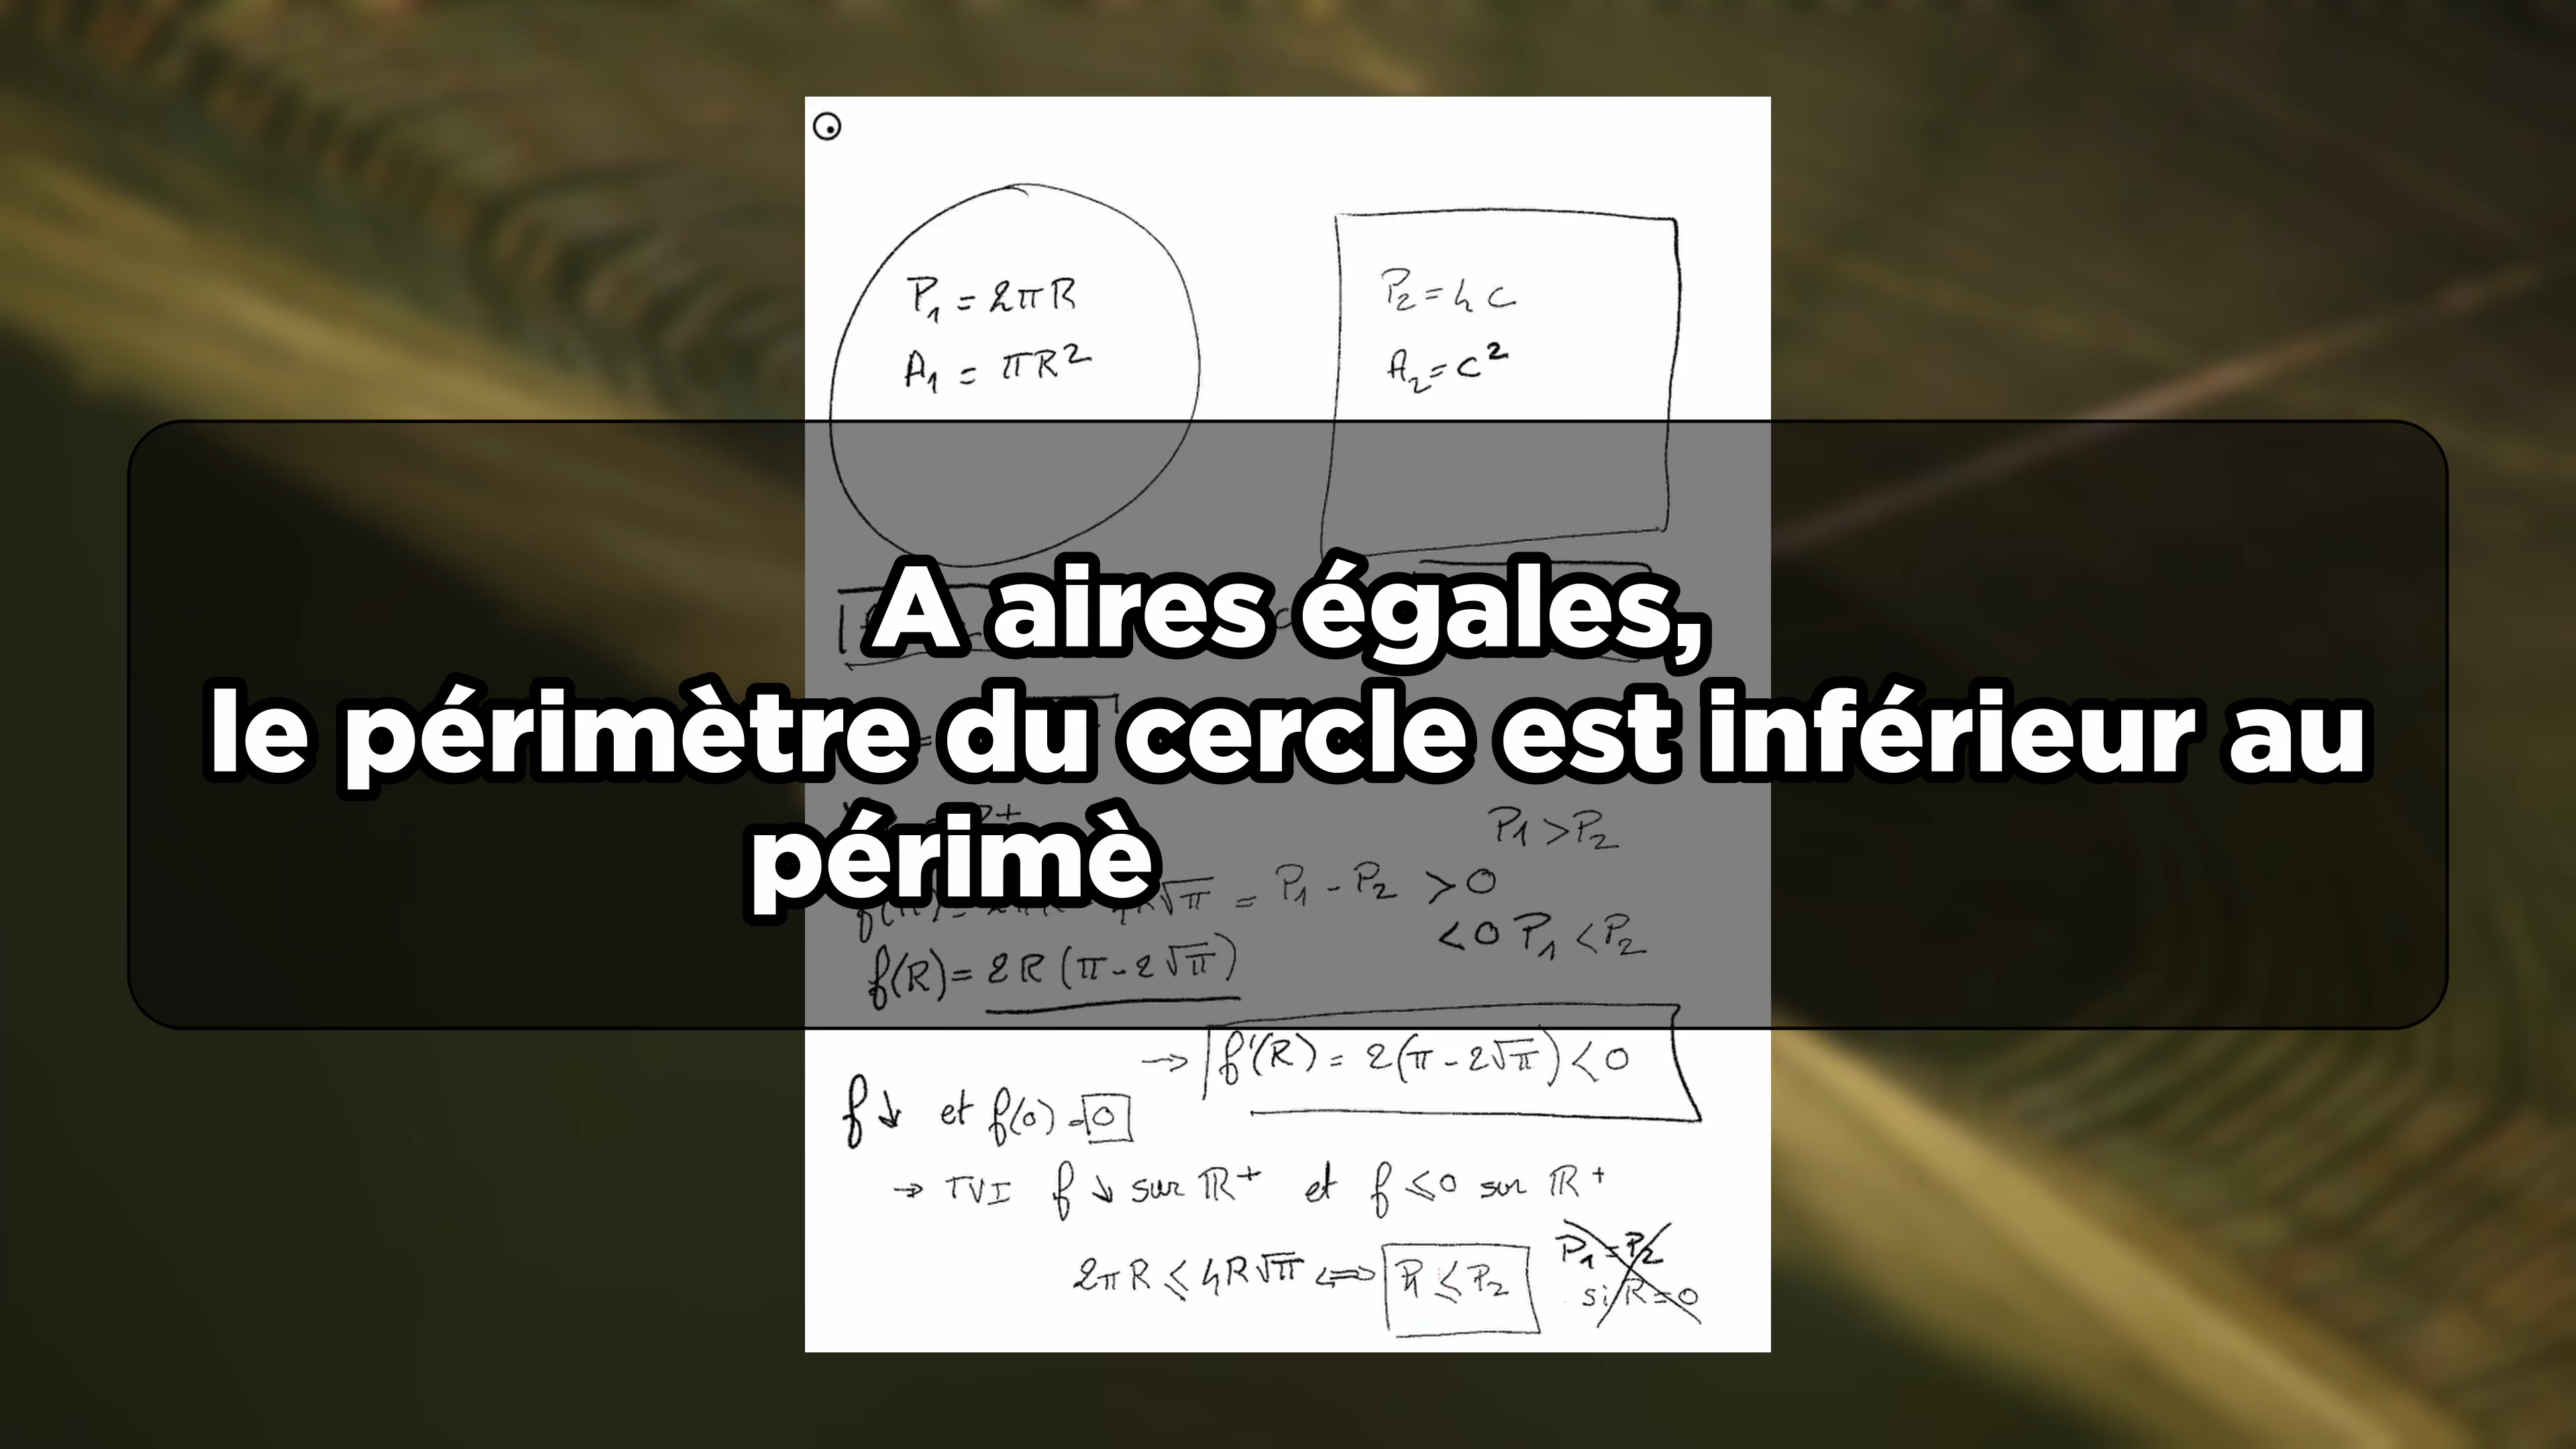 P₁ = 2πR
A₁ = πR²
P₂ = 4c
A₂ = c²
A aires égales,
le périmètre du cercle est inférieur au
périmè
P₁ > P₂
√π = P₁ - P₂ > 0
< 0 P₁ < P₂
f(R) = 2R(π - 2√π)
→ f'(R) = 2(π - 2√π) < 0
f ↘ et f(0) = 0
→ TVI f ↘ sur ℝ⁺ et f ≤ 0 sur ℝ⁺
2πR ≤ 4R√π ⟺ P₁ ≤ P₂
P₁ = P₂
si R = 0